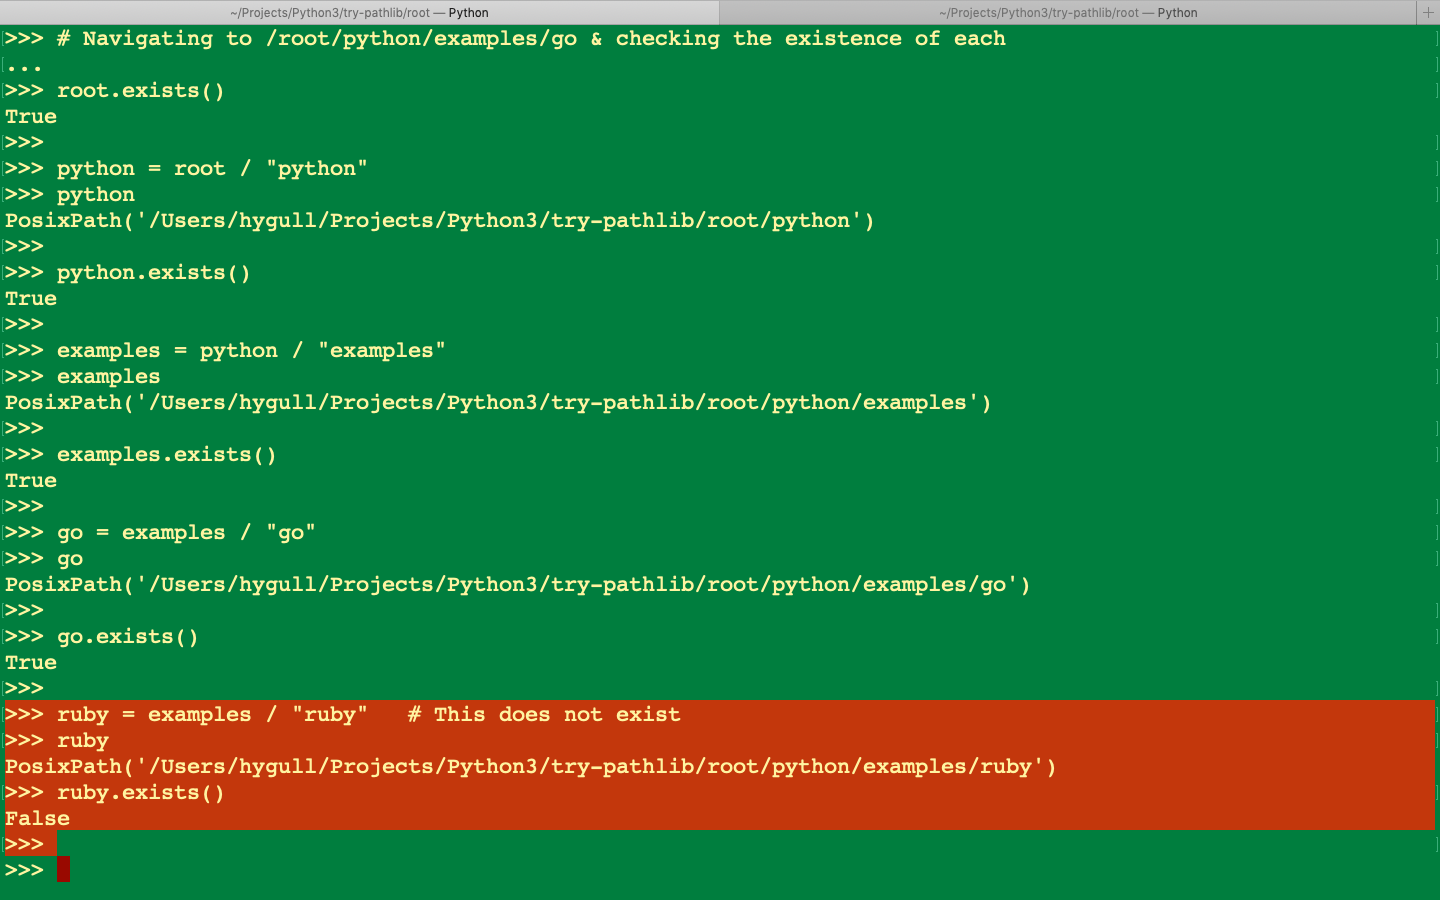 ~/Projects/Python3/try-pathlib/root — Python
~/Projects/Python3/try-pathlib/root — Python +
>>> # Navigating to /root/python/examples/go & checking the existence of each
...
>>> root.exists()
True
>>>
>>> python = root / "python"
>>> python
PosixPath('/Users/hygull/Projects/Python3/try-pathlib/root/python')
>>>
>>> python.exists()
True
>>>
>>> examples = python / "examples"
>>> examples
PosixPath('/Users/hygull/Projects/Python3/try-pathlib/root/python/examples')
>>>
>>> examples.exists()
True
>>>
>>> go = examples / "go"
>>> go
PosixPath('/Users/hygull/Projects/Python3/try-pathlib/root/python/examples/go')
>>>
>>> go.exists()
True
>>>
>>> ruby = examples / "ruby"   # This does not exist
>>> ruby
PosixPath('/Users/hygull/Projects/Python3/try-pathlib/root/python/examples/ruby')
>>> ruby.exists()
False
>>>
>>>